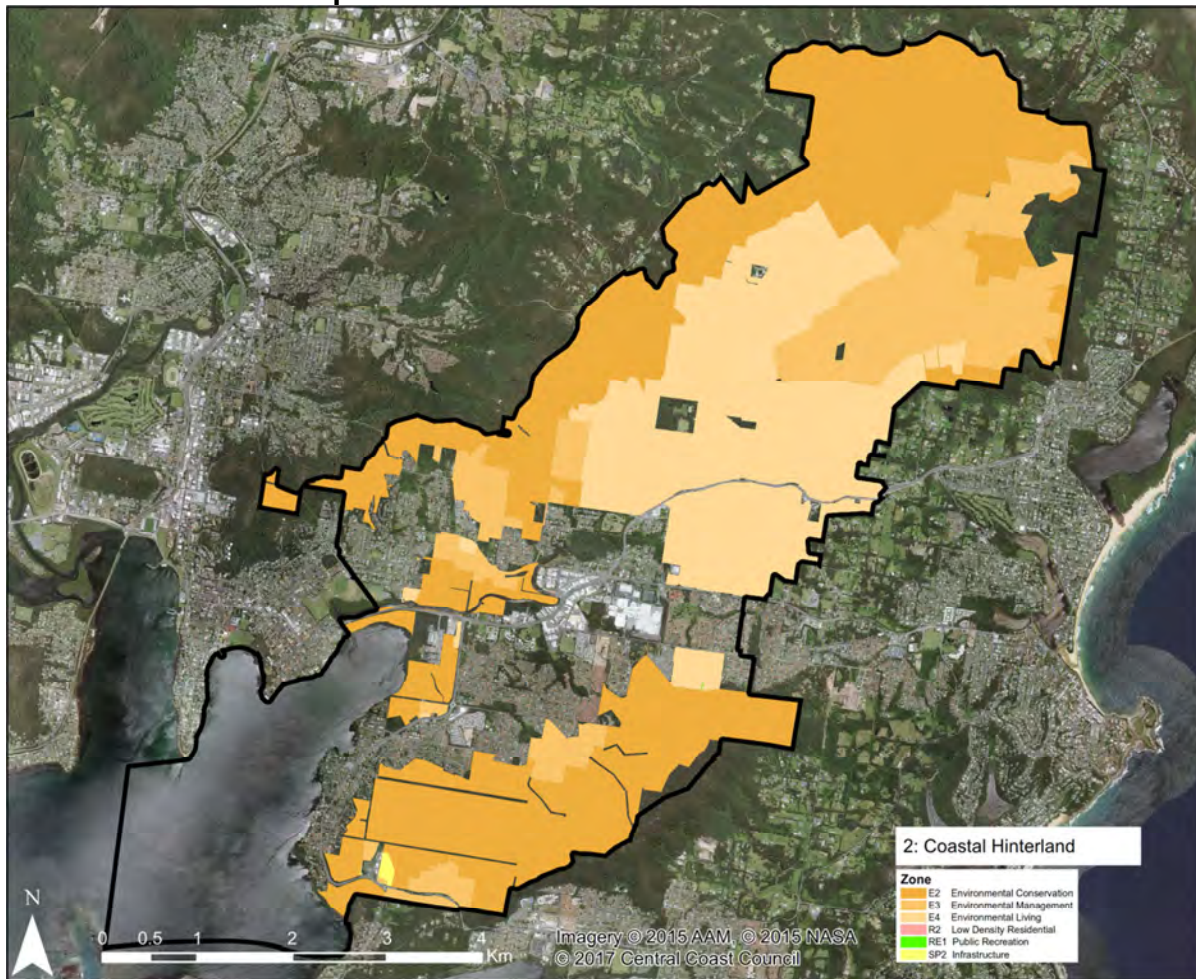 2: Coastal Hinterland
Zone
E2 Environmental Conservation
E3 Environmental Management
E4 Environmental Living
R2 Low Density Residential
RE1 Public Recreation
SP2 Infrastructure
N
0 0.5 1 2 3 4
Km
Imagery © 2015 AAM, © 2015 NASA
© 2017 Central Coast Council